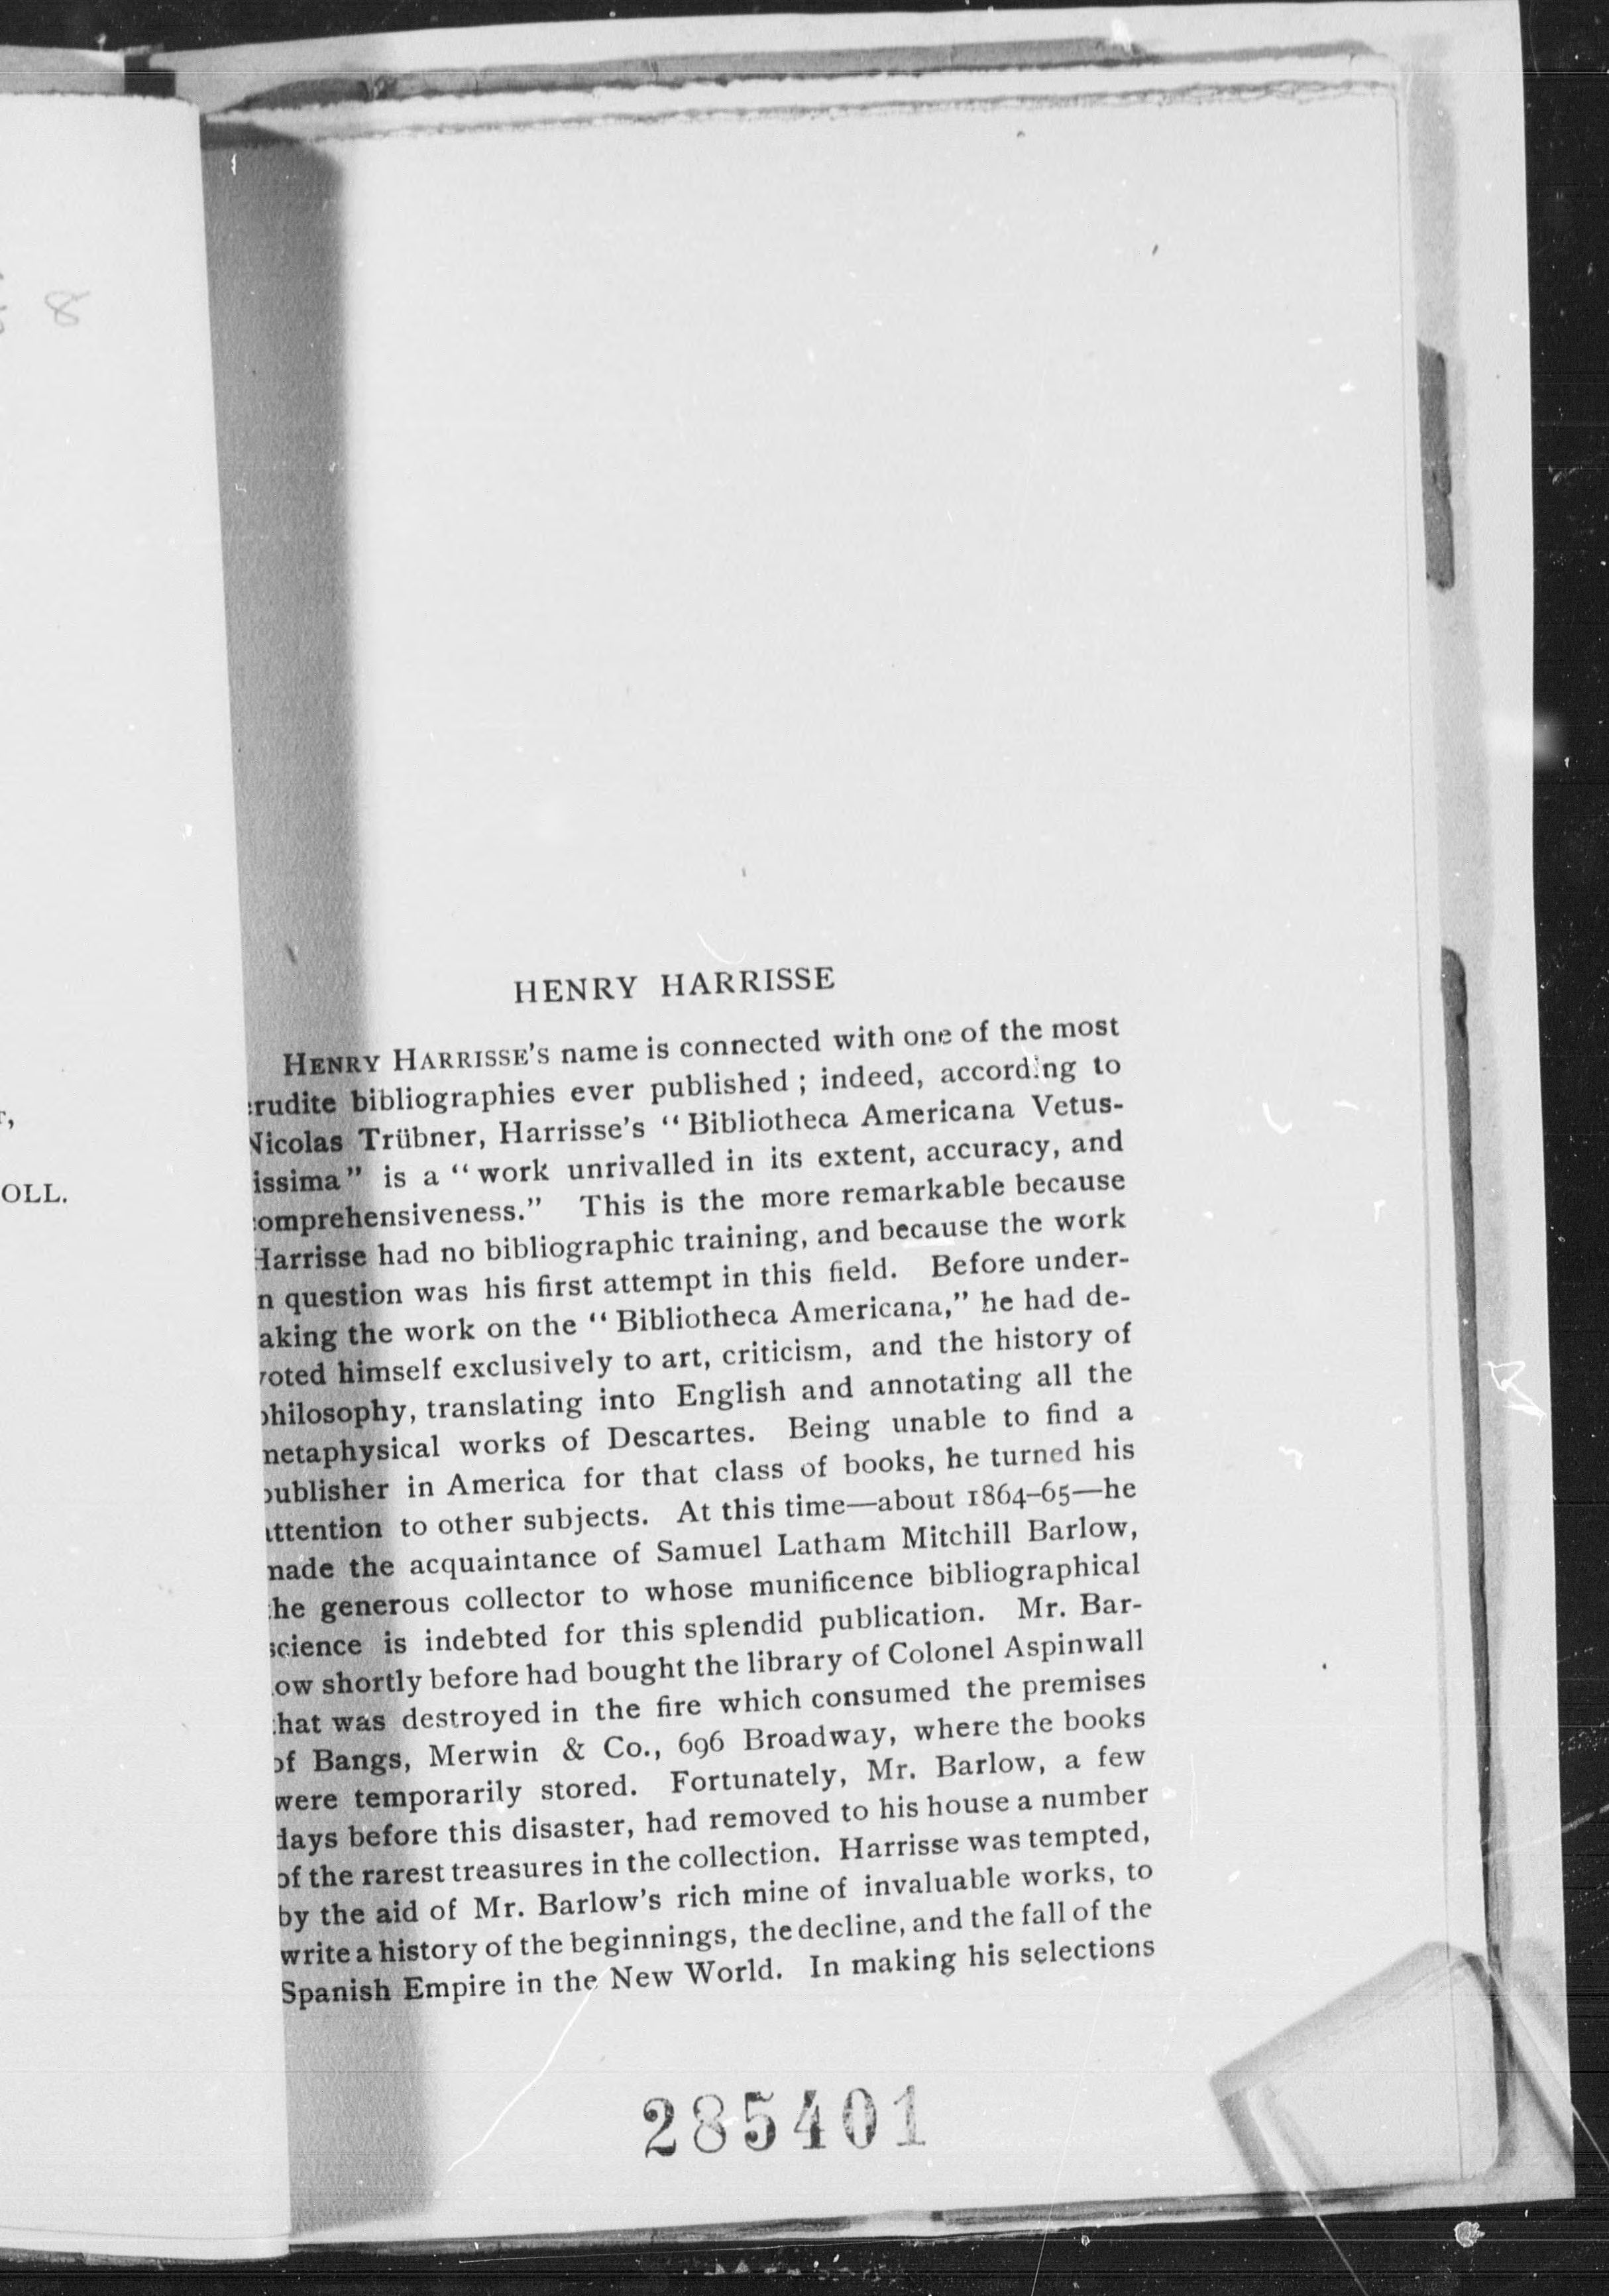 8
OLL.
HENRY HARRISSE
HENRY HARRISSE'S name is connected with one of the most
rudite bibliographies ever published ; indeed, according to
Nicolas Trübner, Harrisse's "Bibliotheca Americana Vetus-
issima" is a "work unrivalled in its extent, accuracy, and
omprehensiveness." This is the more remarkable because
Harrisse had no bibliographic training, and because the work
n question was his first attempt in this field. Before under-
aking the work on the "Bibliotheca Americana," he had de-
voted himself exclusively to art, criticism, and the history of
philosophy, translating into English and annotating all the
metaphysical works of Descartes. Being unable to find a
publisher in America for that class of books, he turned his
attention to other subjects. At this time—about 1864-65—he
made the acquaintance of Samuel Latham Mitchill Barlow,
he generous collector to whose munificence bibliographical
science is indebted for this splendid publication. Mr. Bar-
ow shortly before had bought the library of Colonel Aspinwall
hat was destroyed in the fire which consumed the premises
of Bangs, Merwin & Co., 696 Broadway, where the books
were temporarily stored. Fortunately, Mr. Barlow, a few
days before this disaster, had removed to his house a number
of the rarest treasures in the collection. Harrisse was tempted,
by the aid of Mr. Barlow's rich mine of invaluable works, to
write a history of the beginnings, the decline, and the fall of the
Spanish Empire in the New World. In making his selections
285401